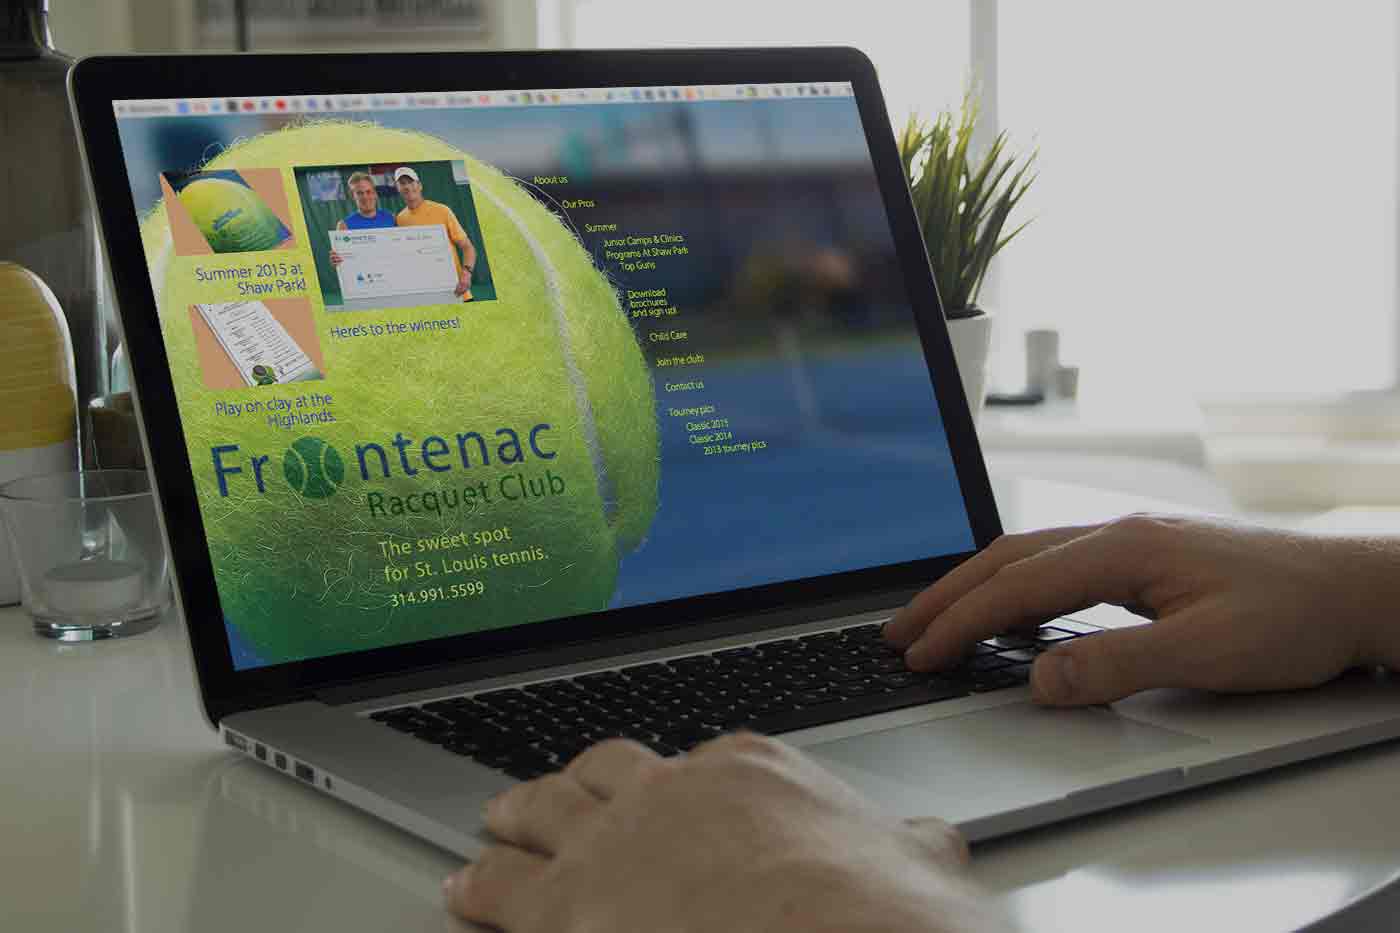 Summer 2015 at
Shaw Park!
Here's to the winners!
Play on clay at the
Highlands.
Frontenac
Racquet Club
The sweet spot
for St. Louis tennis.
314.991.5599
About us
Our Pros
Summer
Junior Camps & Clinics
Programs At Shaw Park
Top Guns
Download
brochures
and sign up!
Child Care
Join the club!
Contact us
Tourney pics
Classic 2015
Classic 2014
2013 tourney pics